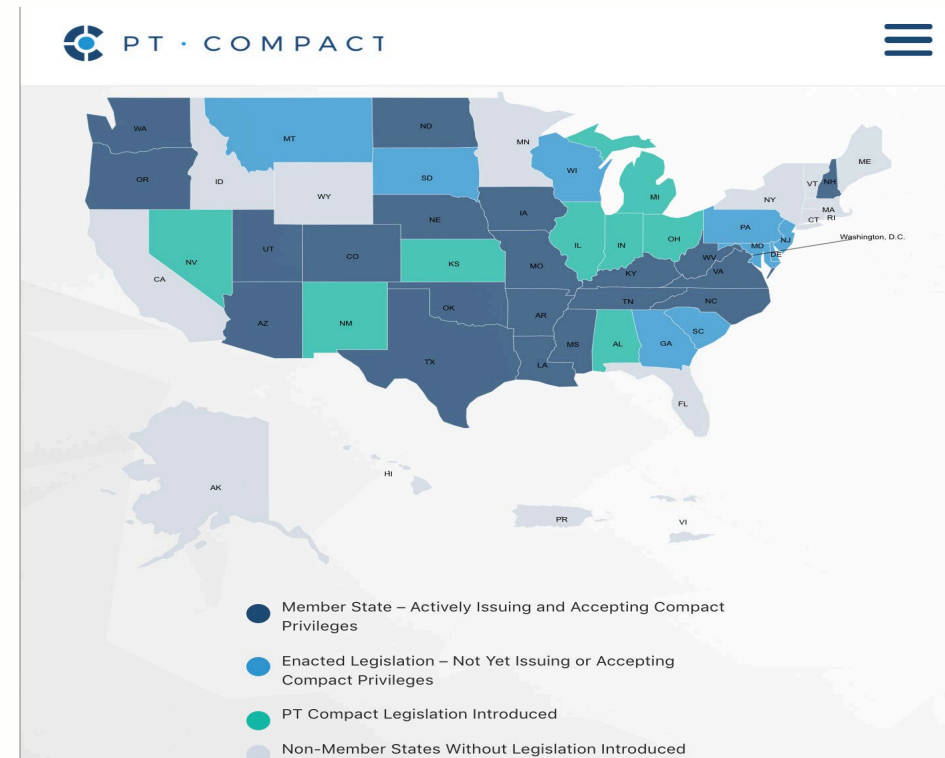 PT · COMPACT
WA
MT
ND
MN
ME
OR
ID
SD
WI
VT
NH
WY
MI
NY
MA
CT
RI
NE
IA
PA
NJ
Washington, D.C.
NV
UT
CO
IL
IN
OH
MD
DE
CA
KS
MO
KY
WV
VA
OK
TN
NC
AZ
NM
AR
SC
TX
MS
AL
GA
LA
FL
AK
HI
PR
VI
Member State – Actively Issuing and Accepting Compact
Privileges
Enacted Legislation – Not Yet Issuing or Accepting
Compact Privileges
PT Compact Legislation Introduced
Non-Member States Without Legislation Introduced